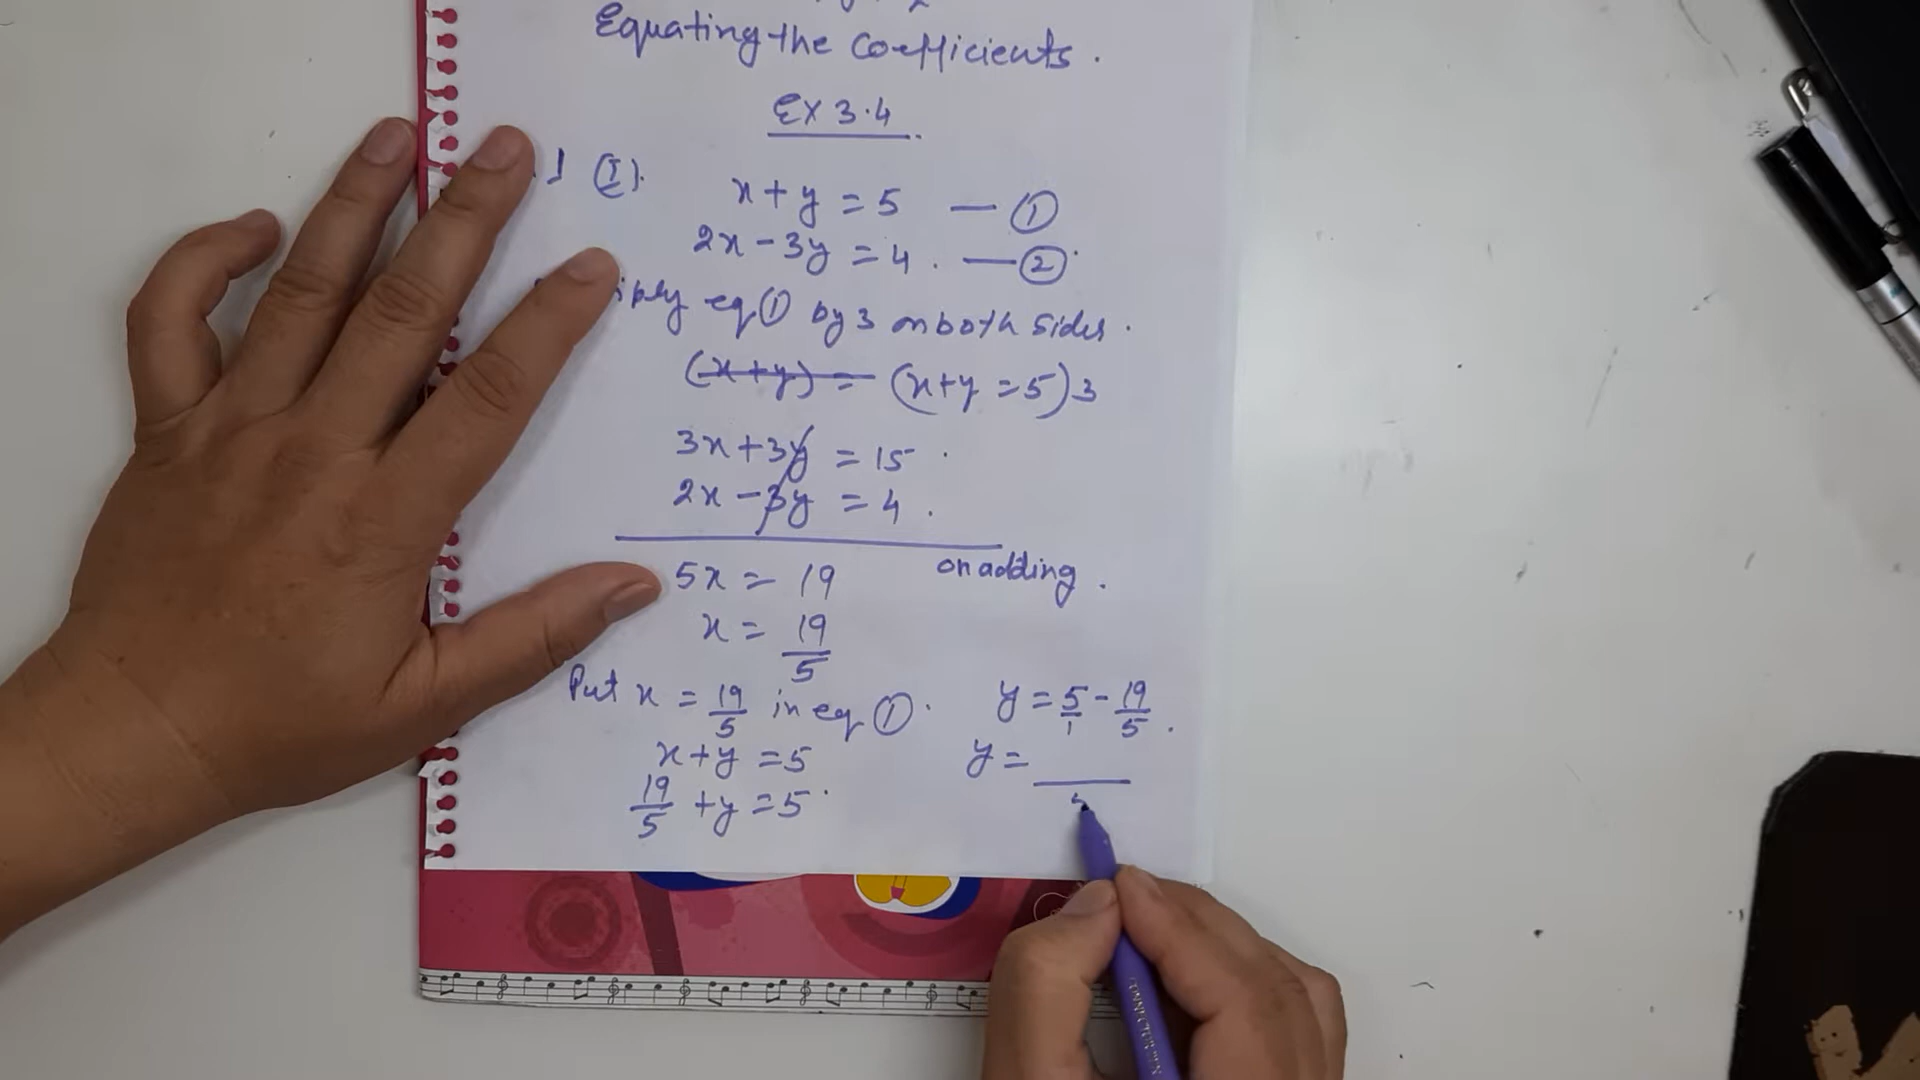 Equating the Coefficients.
Ex 3.4
1 (I).
x + y = 5 — ①
2x - 3y = 4. — ②
eq ① by 3 on both sides.
(x+y) = (x+y = 5)3
3x + 3y = 15
2x - 3y = 4.
5x = 19 on adding.
x = 19/5
Put x = 19/5 in eq ①.
x + y = 5
19/5 + y = 5
y = 5/1 - 19/5.
y =